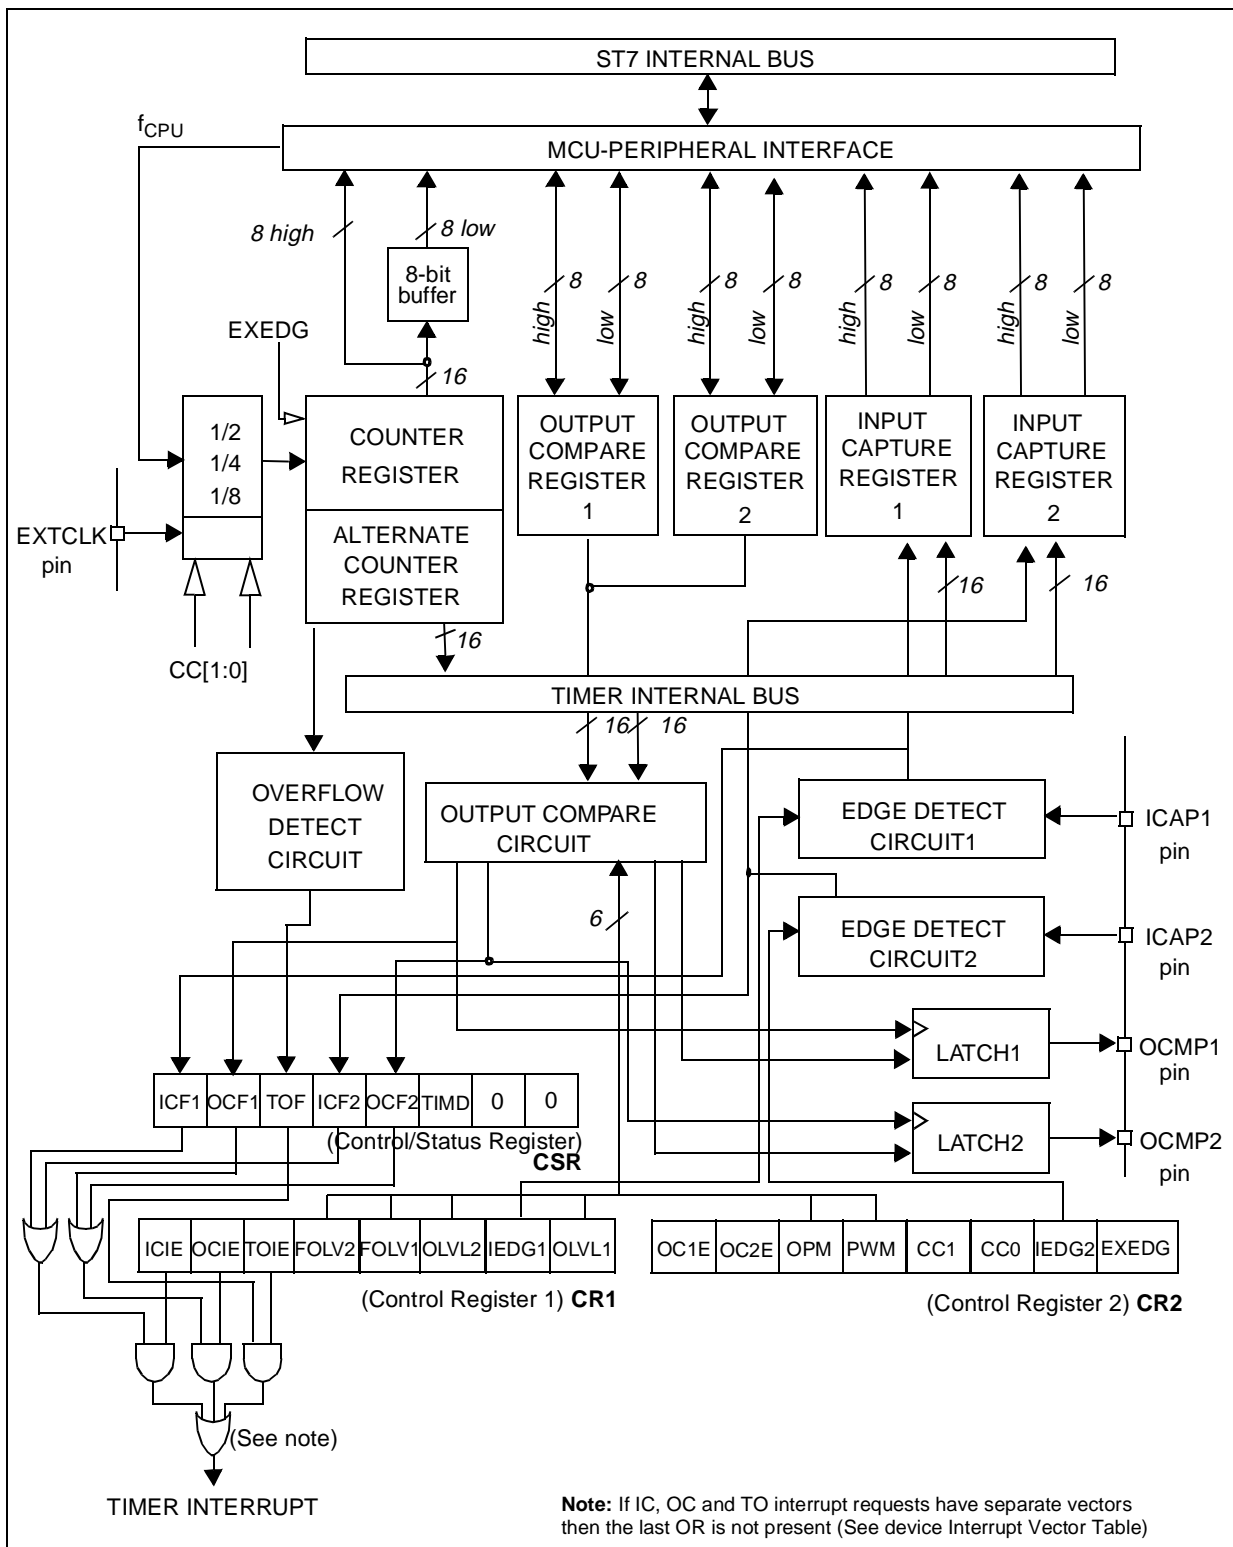 ST7 INTERNAL BUS
fCPU
MCU-PERIPHERAL INTERFACE
8 high
8 low
8-bit
buffer
high
8
low
8
high
8
low
8
high
8
low
8
high
8
low
8
EXEDG
16
1/2
1/4
1/8
COUNTER
REGISTER
OUTPUT
COMPARE
REGISTER
1
OUTPUT
COMPARE
REGISTER
2
INPUT
CAPTURE
REGISTER
1
INPUT
CAPTURE
REGISTER
2
EXTCLK
pin
ALTERNATE
COUNTER
REGISTER
16
16
16
CC[1:0]
TIMER INTERNAL BUS
16
16
OVERFLOW
DETECT
CIRCUIT
OUTPUT COMPARE
CIRCUIT
EDGE DETECT
CIRCUIT1
ICAP1
pin
6
EDGE DETECT
CIRCUIT2
ICAP2
pin
LATCH1
OCMP1
pin
ICF1 OCF1 TOF ICF2 OCF2 TIMD 0 0
(Control/Status Register)
CSR
LATCH2
OCMP2
pin
ICIE OCIE TOIE FOLV2 FOLV1 OLVL2 IEDG1 OLVL1
OC1E OC2E OPM PWM CC1 CC0 IEDG2 EXEDG
(Control Register 1) CR1
(Control Register 2) CR2
(See note)
TIMER INTERRUPT
Note: If IC, OC and TO interrupt requests have separate vectors
then the last OR is not present (See device Interrupt Vector Table)